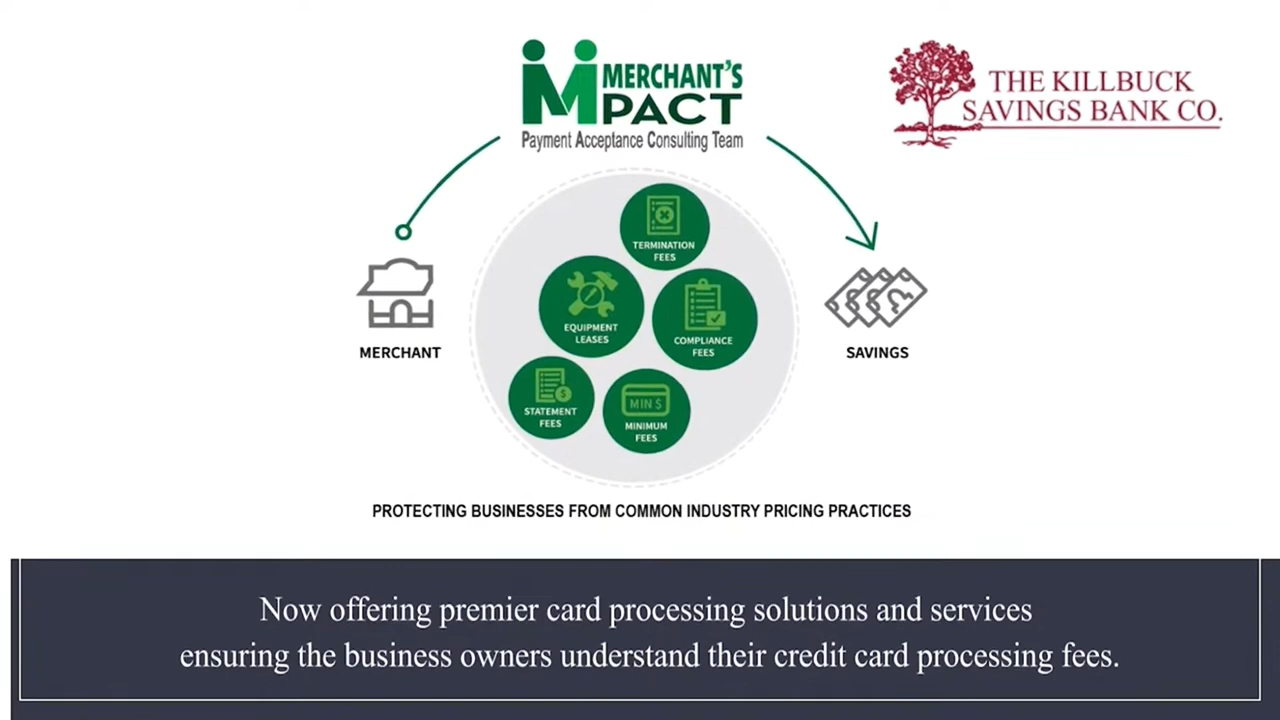 MERCHANT'S
PACT
Payment Acceptance Consulting Team
THE KILLBUCK
SAVINGS BANK CO.
TERMINATION
FEES
EQUIPMENT
LEASES
COMPLIANCE
FEES
MERCHANT
SAVINGS
STATEMENT
FEES
MIN $
MINIMUM
FEES
PROTECTING BUSINESSES FROM COMMON INDUSTRY PRICING PRACTICES
Now offering premier card processing solutions and services
ensuring the business owners understand their credit card processing fees.